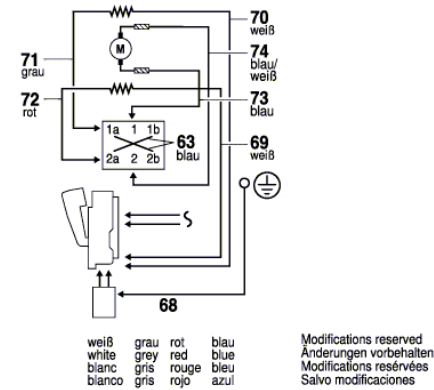 70
weiß
71
grau
M
74
blau/
weiß
72
rot
73
blau
1a 1 1b
63
blau
69
weiß
2a 2 2b
68
weiß grau rot blau
white grey red blue
blanc gris rouge bleu
blanco gris rojo azul
Modifications reserved
Änderungen vorbehalten
Modifications resérvées
Salvo modificaciones